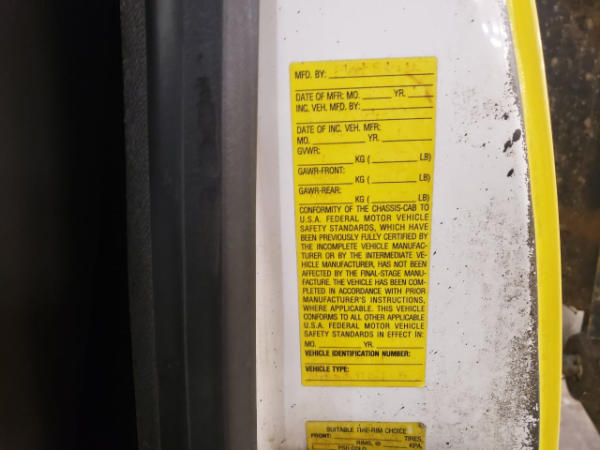 MFD. BY:
DATE OF MFR: MO. YR.
INC. VEH. MFD. BY:
DATE OF INC. VEH. MFR:
MO. YR.
GVWR:
KG ( LB)
GAWR-FRONT:
KG ( LB)
GAWR-REAR:
KG ( LB)
CONFORMITY OF THE CHASSIS-CAB TO
U.S.A. FEDERAL MOTOR VEHICLE
SAFETY STANDARDS, WHICH HAVE
BEEN PREVIOUSLY FULLY CERTIFIED BY
THE INCOMPLETE VEHICLE MANUFAC-
TURER OR BY THE INTERMEDIATE VE-
HICLE MANUFACTURER, HAS NOT BEEN
AFFECTED BY THE FINAL-STAGE MANU-
FACTURE. THE VEHICLE HAS BEEN COM-
PLETED IN ACCORDANCE WITH PRIOR
MANUFACTURER'S INSTRUCTIONS,
WHERE APPLICABLE. THIS VEHICLE
CONFORMS TO ALL OTHER APPLICABLE
U.S.A. FEDERAL MOTOR VEHICLE
SAFETY STANDARDS IN EFFECT IN:
MO. YR.
VEHICLE IDENTIFICATION NUMBER:
VEHICLE TYPE:
SUITABLE TIRE-RIM CHOICE
FRONT: TIRES,
RIMS, @ KPA,
PSI COLD